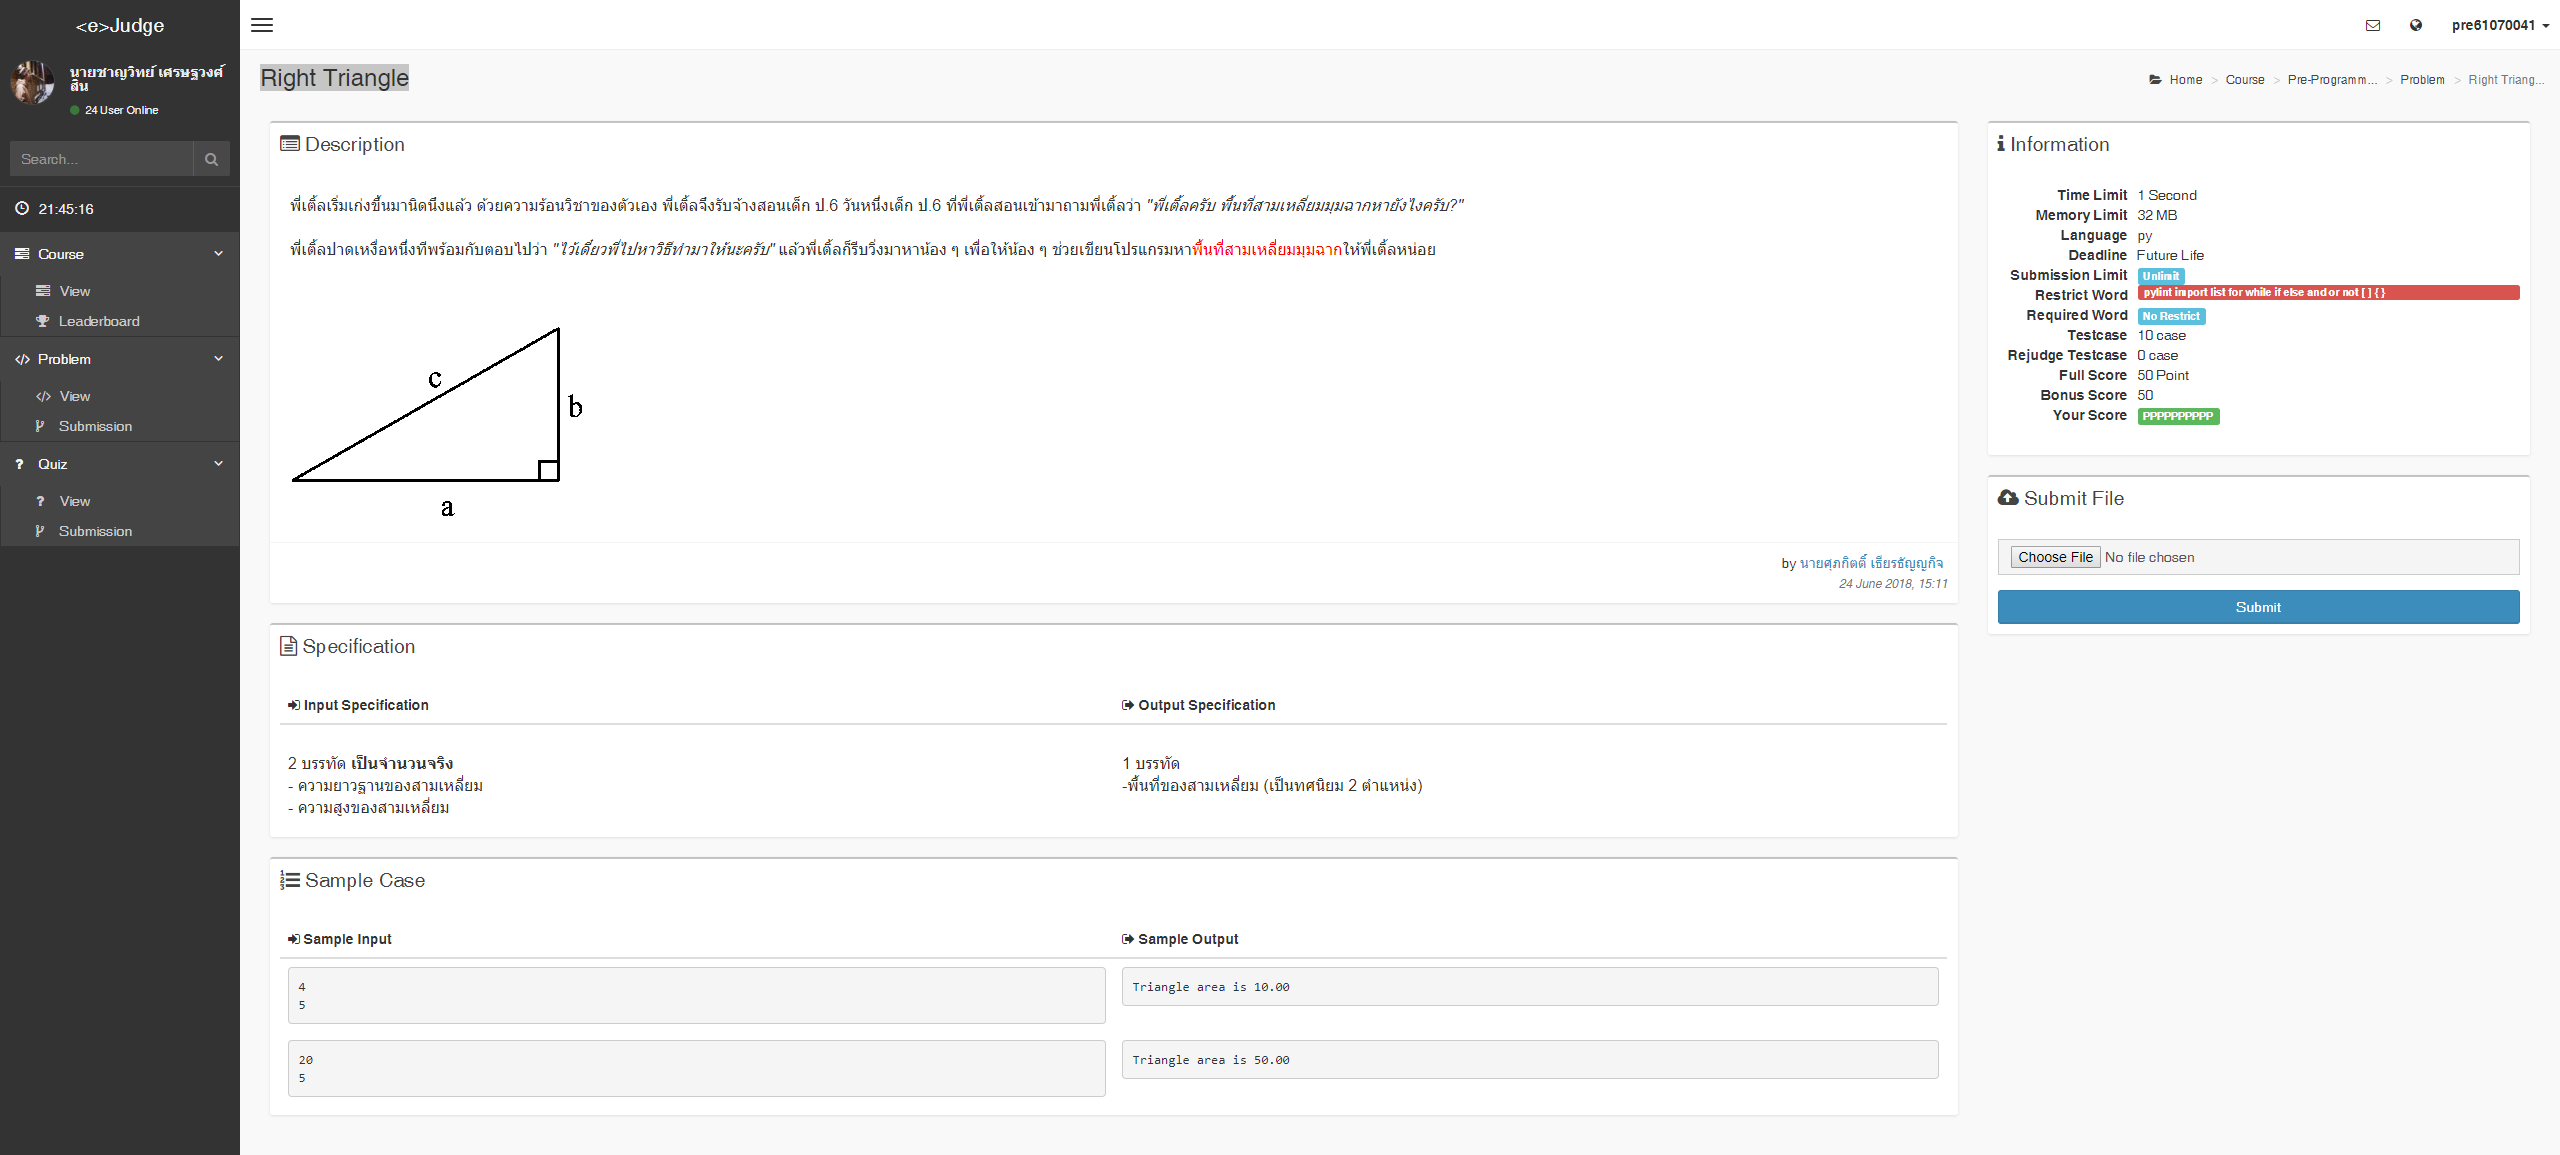 <e>Judge
pre61070041
นายชาญวิทย์ เศรษฐวงศ์
สิน
24 User Online
Search...
21:45:16
Course
View
Leaderboard
Problem
View
Submission
Quiz
View
Submission
Right Triangle
Home > Course > Pre-Programm... > Problem > Right Triang...
Description
พี่เติ้ลเริ่มเก่งขึ้นมานิดนึงแล้ว ด้วยความร้อนวิชาของตัวเอง พี่เติ้ลจึงรับจ้างสอนเด็ก ป.6 วันหนึ่งเด็ก ป.6 ที่พี่เติ้ลสอนเข้ามาถามพี่เติ้ลว่า "พี่เติ้ลครับ พื้นที่สามเหลี่ยมมุมฉากหายังไงครับ?"
พี่เติ้ลปาดเหงื่อหนึ่งทีพร้อมกับตอบไปว่า "ไว้เดี๋ยวพี่ไปหาวิธีทำมาให้นะครับ" แล้วพี่เติ้ลก็รีบวิ่งมาหาน้อง ๆ เพื่อให้น้อง ๆ ช่วยเขียนโปรแกรมหาพื้นที่สามเหลี่ยมมุมฉากให้พี่เติ้ลหน่อย
c
b
a
by นายศุภกิตติ์ เธียรธัญญกิจ
24 June 2018, 15:11
Specification
Input Specification
2 บรรทัด เป็นจำนวนจริง
- ความยาวฐานของสามเหลี่ยม
- ความสูงของสามเหลี่ยม
Output Specification
1 บรรทัด
-พื้นที่ของสามเหลี่ยม (เป็นทศนิยม 2 ตำแหน่ง)
Sample Case
Sample Input
Sample Output
4
5
Triangle area is 10.00
20
5
Triangle area is 50.00
Information
Time Limit 1 Second
Memory Limit 32 MB
Language py
Deadline Future Life
Submission Limit Unlimit
Restrict Word pylint import list for while if else and or not [ ] { }
Required Word No Restrict
Testcase 10 case
Rejudge Testcase 0 case
Full Score 50 Point
Bonus Score 50
Your Score PPPPPPPPPP
Submit File
Choose File No file chosen
Submit